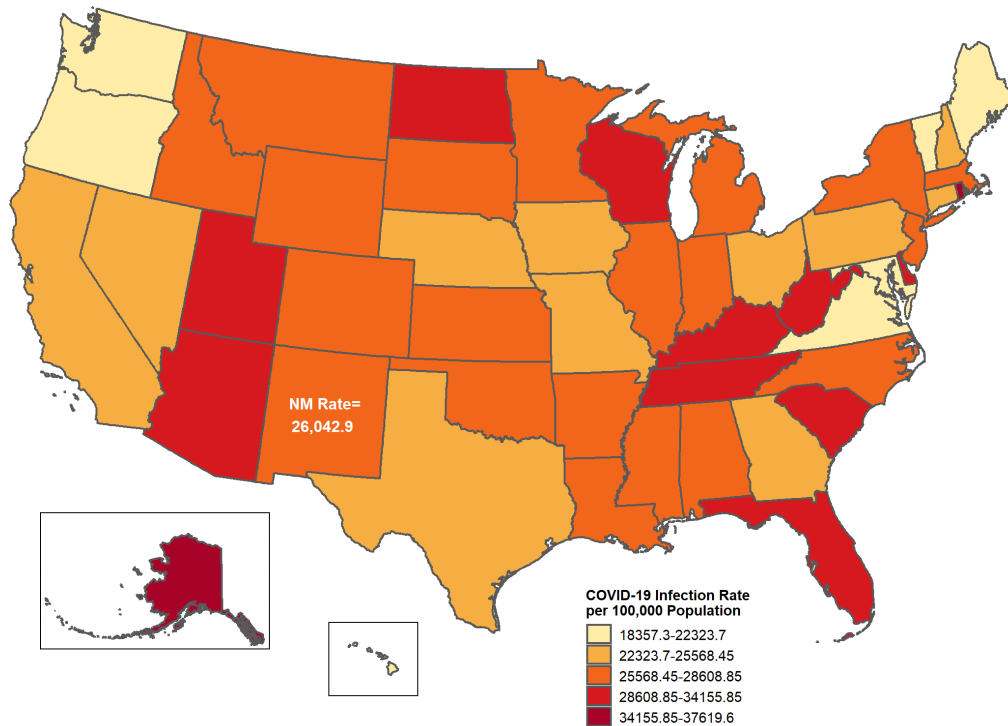 NM Rate=
26,042.9
COVID-19 Infection Rate
per 100,000 Population
18357.3-22323.7
22323.7-25568.45
25568.45-28608.85
28608.85-34155.85
34155.85-37619.6